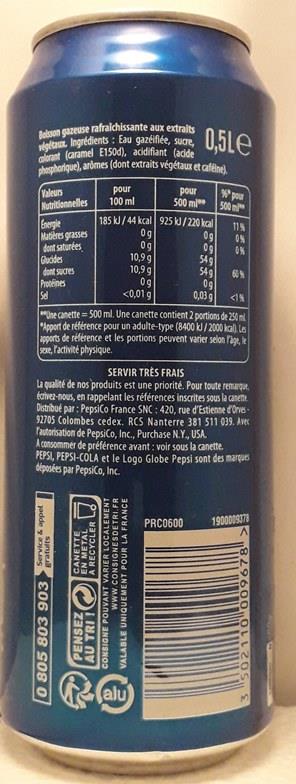 Boisson gazeuse rafraîchissante aux extraits
végétaux. Ingrédients : Eau gazéifiée, sucre,
colorant (caramel E150d), acidifiant (acide
phosphorique), arômes (dont extraits végétaux et caféine).
0,5L℮
Valeurs Nutritionnelles pour 100 ml pour 500 ml** %* pour 500 ml**
Énergie 185 kJ / 44 kcal 925 kJ / 220 kcal 11 %
Matières grasses 0 g 0 g 0 %
dont saturées 0 g 0 g 0 %
Glucides 10,9 g 54 g
dont sucres 10,9 g 54 g 60 %
Protéines 0 g 0 g
Sel <0,01 g 0,03 g <1 %
**Une canette = 500 ml. Une canette contient 2 portions de 250 ml
*Apport de référence pour un adulte-type (8400 kJ / 2000 kcal). Les
apports de référence et les portions peuvent varier selon l'âge, le
sexe, l'activité physique.
SERVIR TRÈS FRAIS
La qualité de nos produits est une priorité. Pour toute remarque,
écrivez-nous, en rappelant les références inscrites sous la canette.
Distribué par : PepsiCo France SNC : 420, rue d'Estienne d'Orves -
92705 Colombes cedex. RCS Nanterre 381 511 039. Avec
l'autorisation de PepsiCo, Inc., Purchase N.Y., USA.
A consommer de préférence avant : voir sous la canette.
PEPSI, PEPSI-COLA et le Logo Globe Pepsi sont des marques
déposées par PepsiCo, Inc.
0 805 803 903
Service & appel
gratuits
PENSEZ
AU TRI !
CANETTE
EN MÉTAL
À RECYCLER
CONSIGNE POUVANT VARIER LOCALEMENT
WWW.CONSIGNESDETRI.FR
VALABLE UNIQUEMENT POUR LA FRANCE
alu
PRC0600
1900009378
3 502110 009678 >